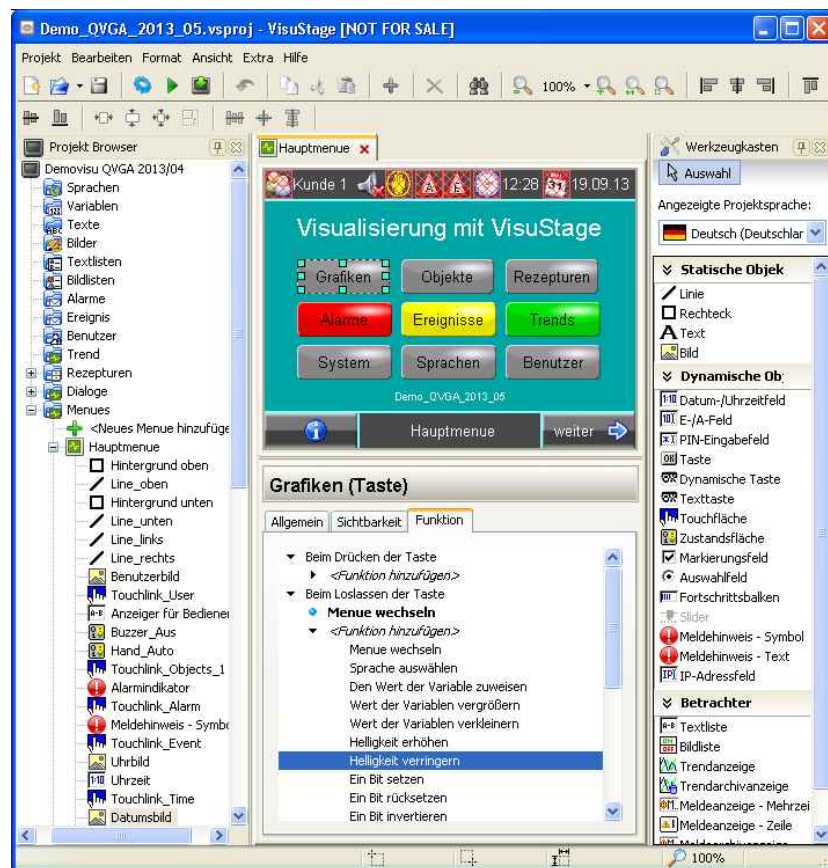 Demo_QVGA_2013_05.vsproj - VisuStage [NOT FOR SALE]
Projekt Bearbeiten Format Ansicht Extra Hilfe
100%
Projekt Browser
Demovisu QVGA 2013/04
Sprachen
Variablen
Texte
Bilder
Textlisten
Bildlisten
Alarme
Ereignis
Benutzer
Trend
Rezepturen
Dialoge
Menues
<Neues Menue hinzufüge
Hauptmenue
Hintergrund oben
Line_oben
Hintergrund unten
Line_unten
Line_links
Line_rechts
Benutzerbild
Touchlink_User
Anzeiger für Bediener
Buzzer_Aus
Hand_Auto
Touchlink_Objects_1
Alarmindikator
Touchlink_Alarm
Meldehinweis - Symbo
Touchlink_Event
Uhrbild
Uhrzeit
Touchlink_Time
Datumsbild
Hauptmenue
Kunde 1 12:28 19.09.13
Visualisierung mit VisuStage
Grafiken Objekte Rezepturen
Alarme Ereignisse Trends
System Sprachen Benutzer
Demo_QVGA_2013_05
Hauptmenue weiter
Grafiken (Taste)
Allgemein Sichtbarkeit Funktion
Beim Drücken der Taste
<Funktion hinzufügen>
Beim Loslassen der Taste
Menue wechseln
<Funktion hinzufügen>
Menue wechseln
Sprache auswählen
Den Wert der Variable zuweisen
Wert der Variablen vergrößern
Wert der Variablen verkleinern
Helligkeit erhöhen
Helligkeit verringern
Ein Bit setzen
Ein Bit rücksetzen
Ein Bit invertieren
Werkzeugkasten
Auswahl
Angezeigte Projektsprache:
Deutsch (Deutschlar
Statische Objek
Linie
Rechteck
Text
Bild
Dynamische Ob
Datum-/Uhrzeitfeld
E-/A-Feld
PIN-Eingabefeld
Taste
Dynamische Taste
Texttaste
Touchfläche
Zustandsfläche
Markierungsfeld
Auswahlfeld
Fortschrittsbalken
Slider
Meldehinweis - Symbol
Meldehinweis - Text
IP-Adressfeld
Betrachter
Textliste
Bildliste
Trendanzeige
Trendarchivanzeige
Meldeanzeige - Mehrzei
Meldeanzeige - Zeile
100%